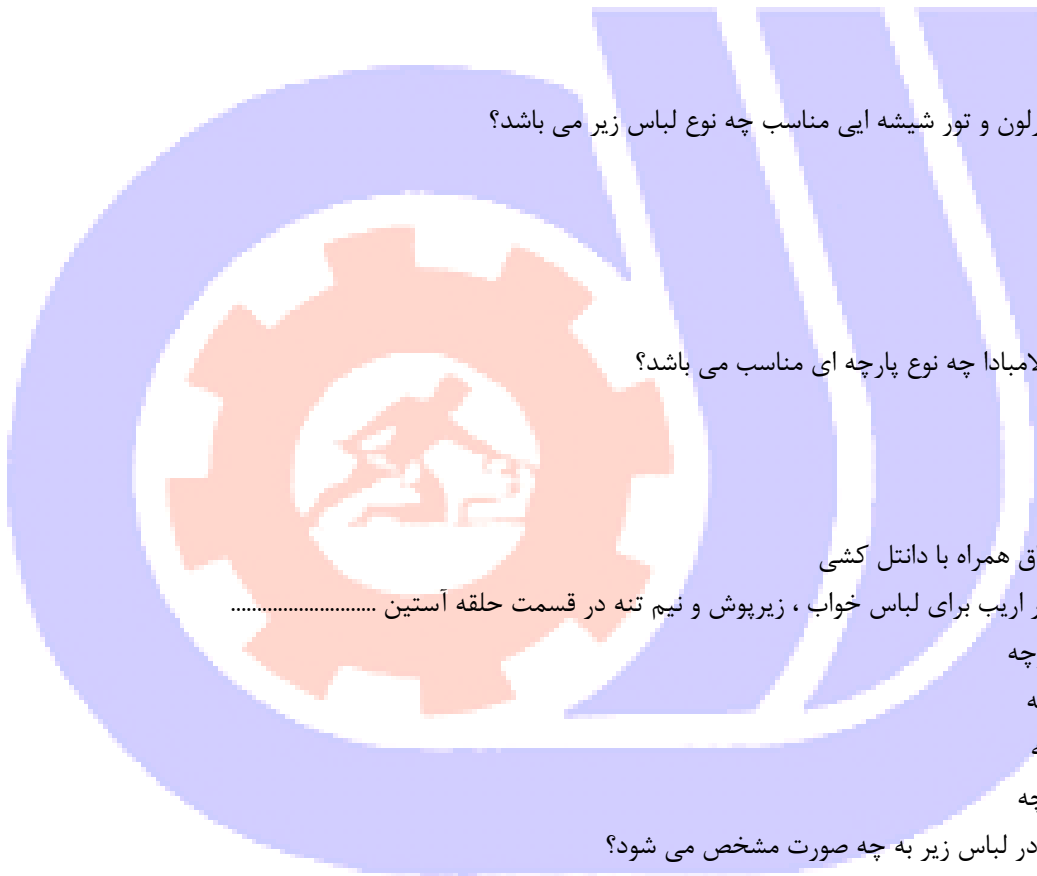 رلون و تور شیشه ایی مناسب چه نوع لباس زیر می باشد؟
لامبادا چه نوع پارچه ای مناسب می باشد؟
اق همراه با دانتل کشی
ر اریب برای لباس خواب ، زیرپوش و نیم تنه در قسمت حلقه آستین ............................
چه
ه
چه
در لباس زیر به چه صورت مشخص می شود؟